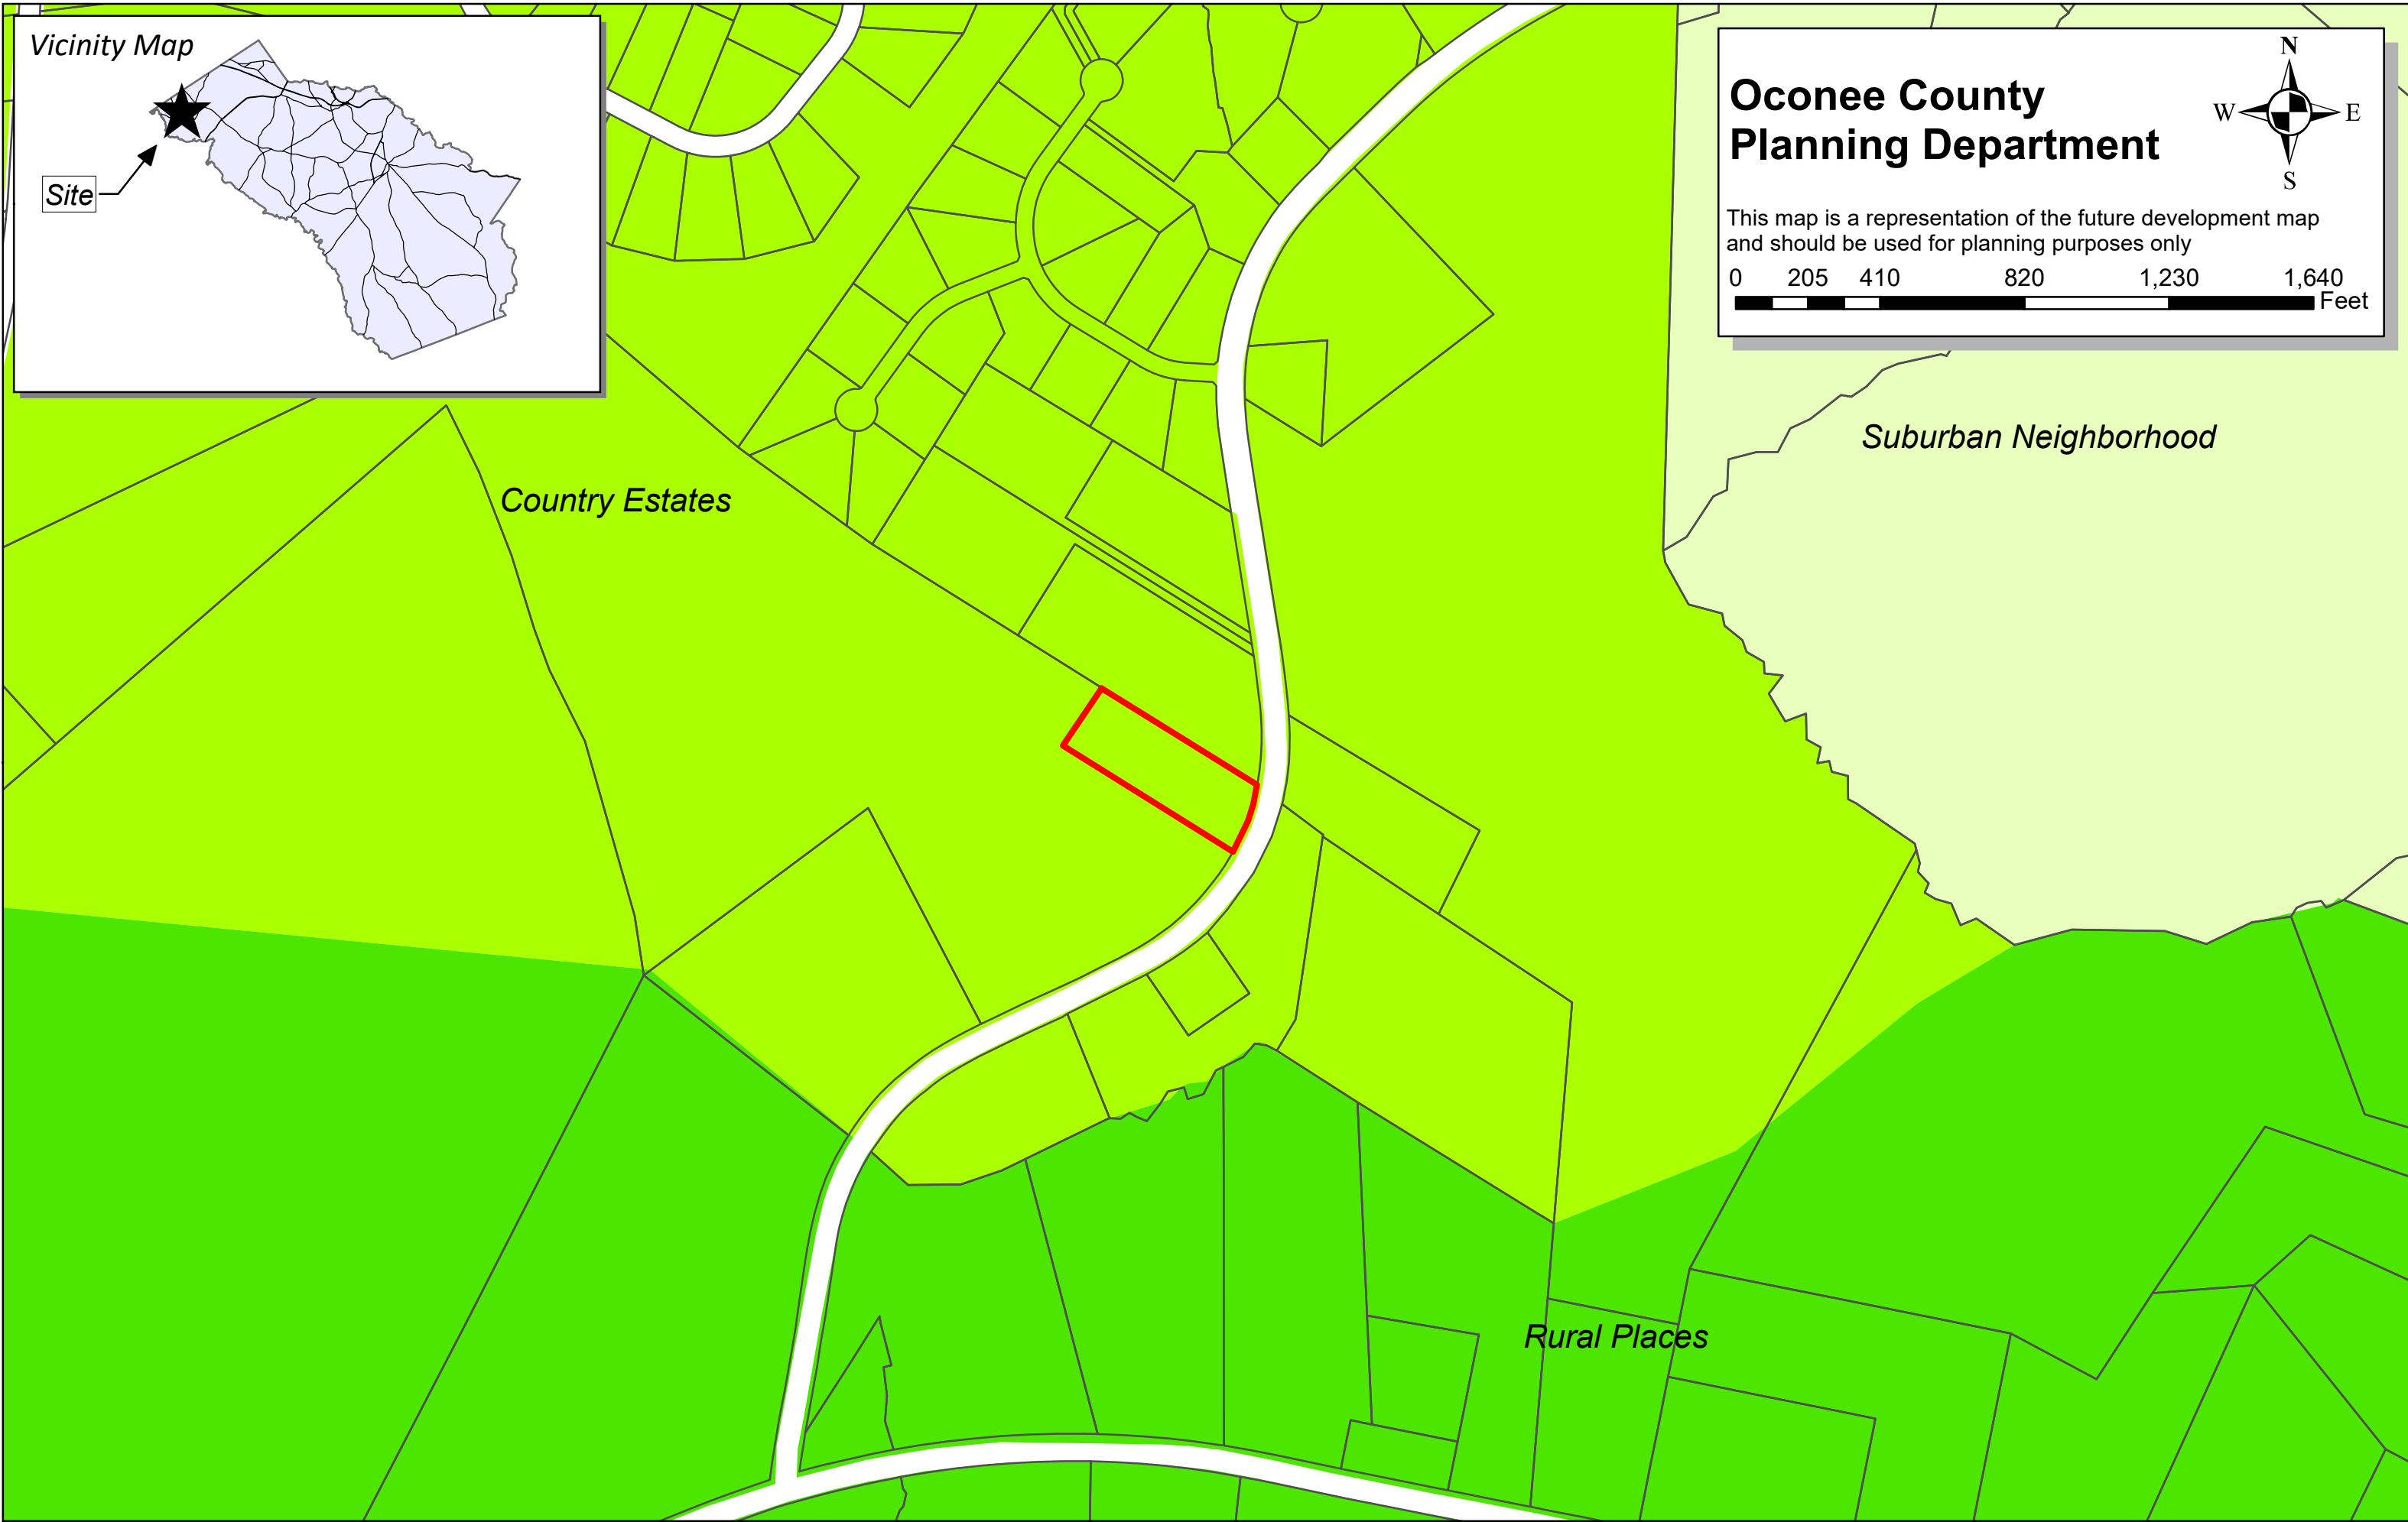 Vicinity Map
Site
Oconee County
Planning Department
N
W
E
S
This map is a representation of the future development map
and should be used for planning purposes only
0 205 410 820 1,230 1,640
Feet
Suburban Neighborhood
Country Estates
Rural Places